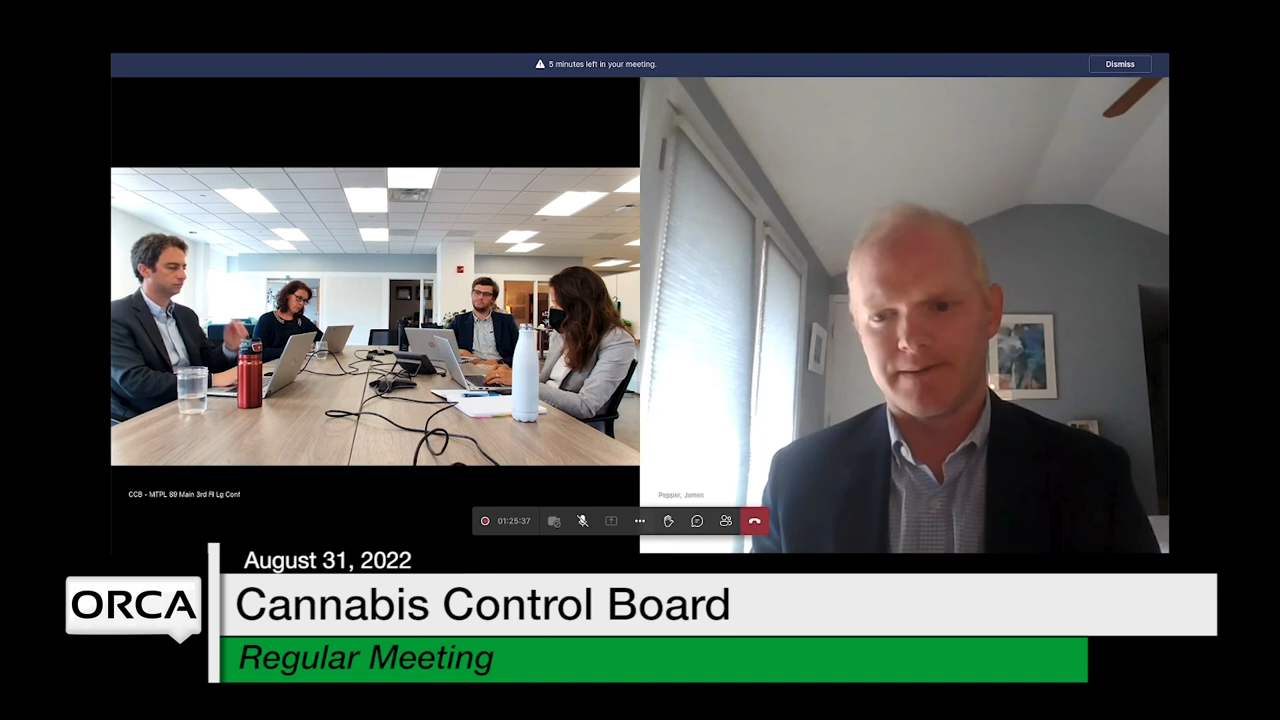 5 minutes left in your meeting.
Dismiss
CCB - MTPL 89 Main 3rd Fl Lg Conf
Pepper, James
01:25:37
August 31, 2022
ORCA
Cannabis Control Board
Regular Meeting